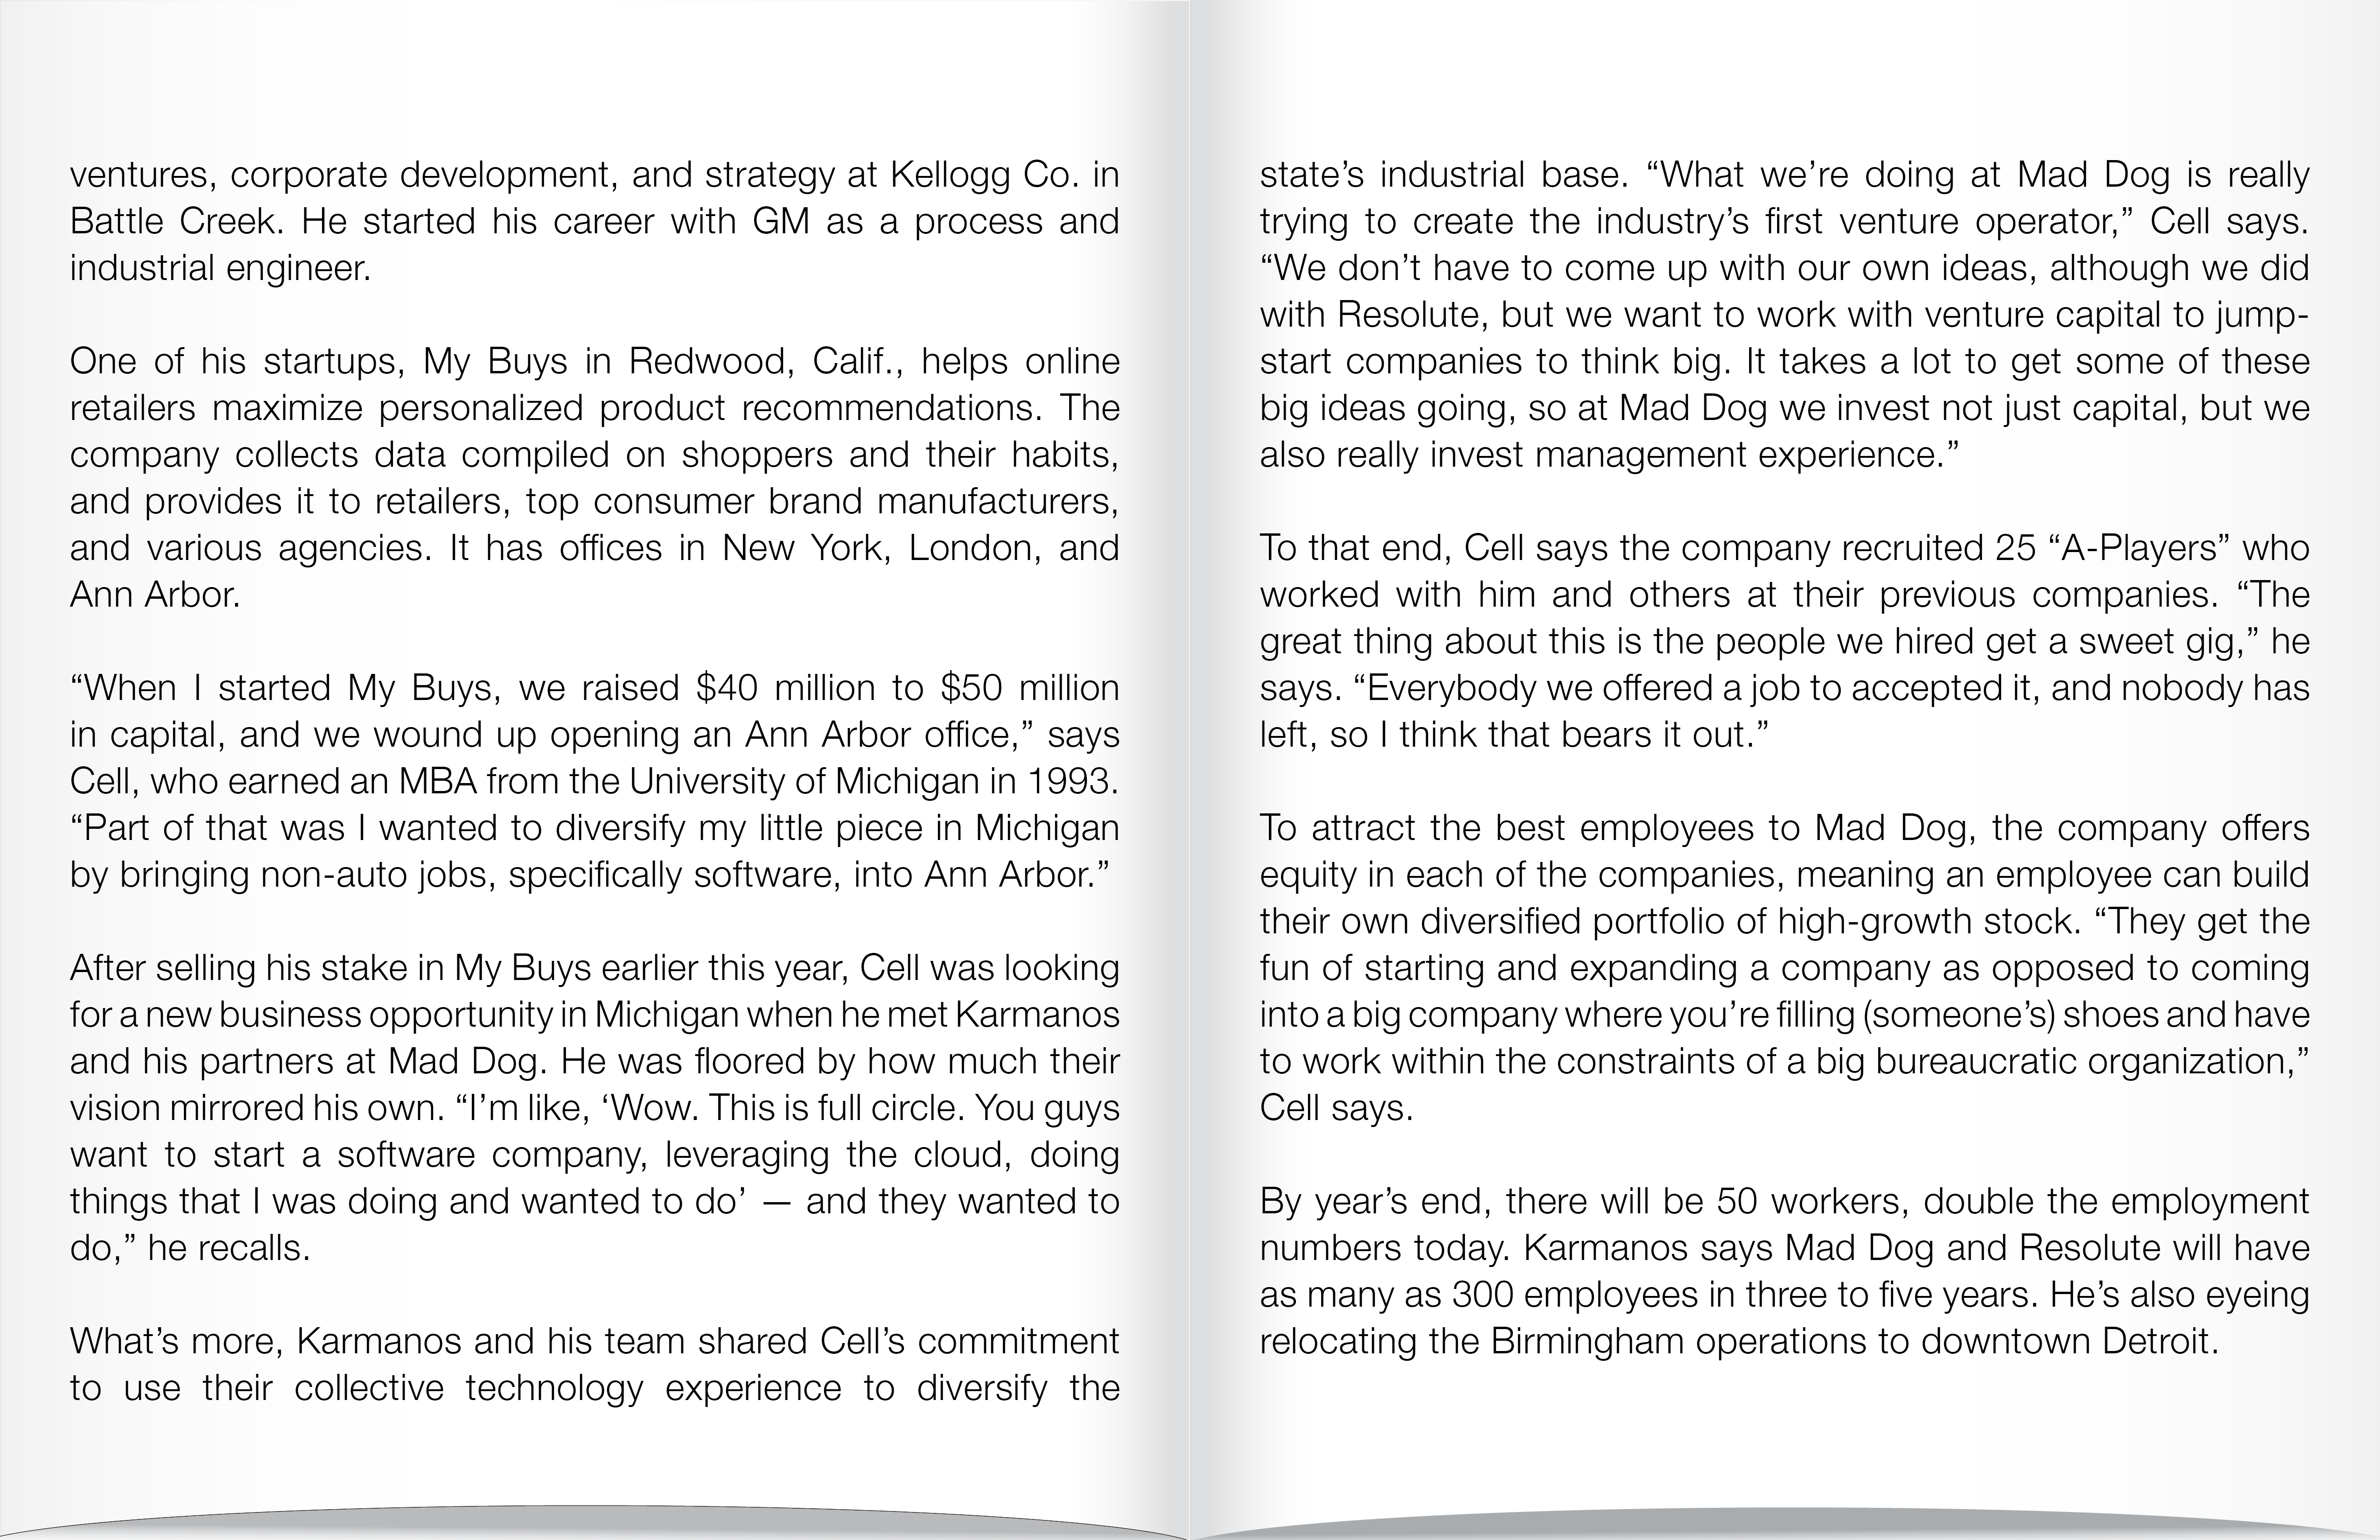 ventures, corporate development, and strategy at Kellogg Co. in
Battle Creek. He started his career with GM as a process and
industrial engineer.
One of his startups, My Buys in Redwood, Calif., helps online
retailers maximize personalized product recommendations. The
company collects data compiled on shoppers and their habits,
and provides it to retailers, top consumer brand manufacturers,
and various agencies. It has offices in New York, London, and
Ann Arbor.
“When I started My Buys, we raised $40 million to $50 million
in capital, and we wound up opening an Ann Arbor office,” says
Cell, who earned an MBA from the University of Michigan in 1993.
“Part of that was I wanted to diversify my little piece in Michigan
by bringing non-auto jobs, specifically software, into Ann Arbor.”
After selling his stake in My Buys earlier this year, Cell was looking
for a new business opportunity in Michigan when he met Karmanos
and his partners at Mad Dog. He was floored by how much their
vision mirrored his own. “I’m like, ‘Wow. This is full circle. You guys
want to start a software company, leveraging the cloud, doing
things that I was doing and wanted to do’ — and they wanted to
do,” he recalls.
What’s more, Karmanos and his team shared Cell’s commitment
to use their collective technology experience to diversify the
state’s industrial base. “What we’re doing at Mad Dog is really
trying to create the industry’s first venture operator,” Cell says.
“We don’t have to come up with our own ideas, although we did
with Resolute, but we want to work with venture capital to jump-
start companies to think big. It takes a lot to get some of these
big ideas going, so at Mad Dog we invest not just capital, but we
also really invest management experience.”
To that end, Cell says the company recruited 25 “A-Players” who
worked with him and others at their previous companies. “The
great thing about this is the people we hired get a sweet gig,” he
says. “Everybody we offered a job to accepted it, and nobody has
left, so I think that bears it out.”
To attract the best employees to Mad Dog, the company offers
equity in each of the companies, meaning an employee can build
their own diversified portfolio of high-growth stock. “They get the
fun of starting and expanding a company as opposed to coming
into a big company where you’re filling (someone’s) shoes and have
to work within the constraints of a big bureaucratic organization,”
Cell says.
By year’s end, there will be 50 workers, double the employment
numbers today. Karmanos says Mad Dog and Resolute will have
as many as 300 employees in three to five years. He’s also eyeing
relocating the Birmingham operations to downtown Detroit.